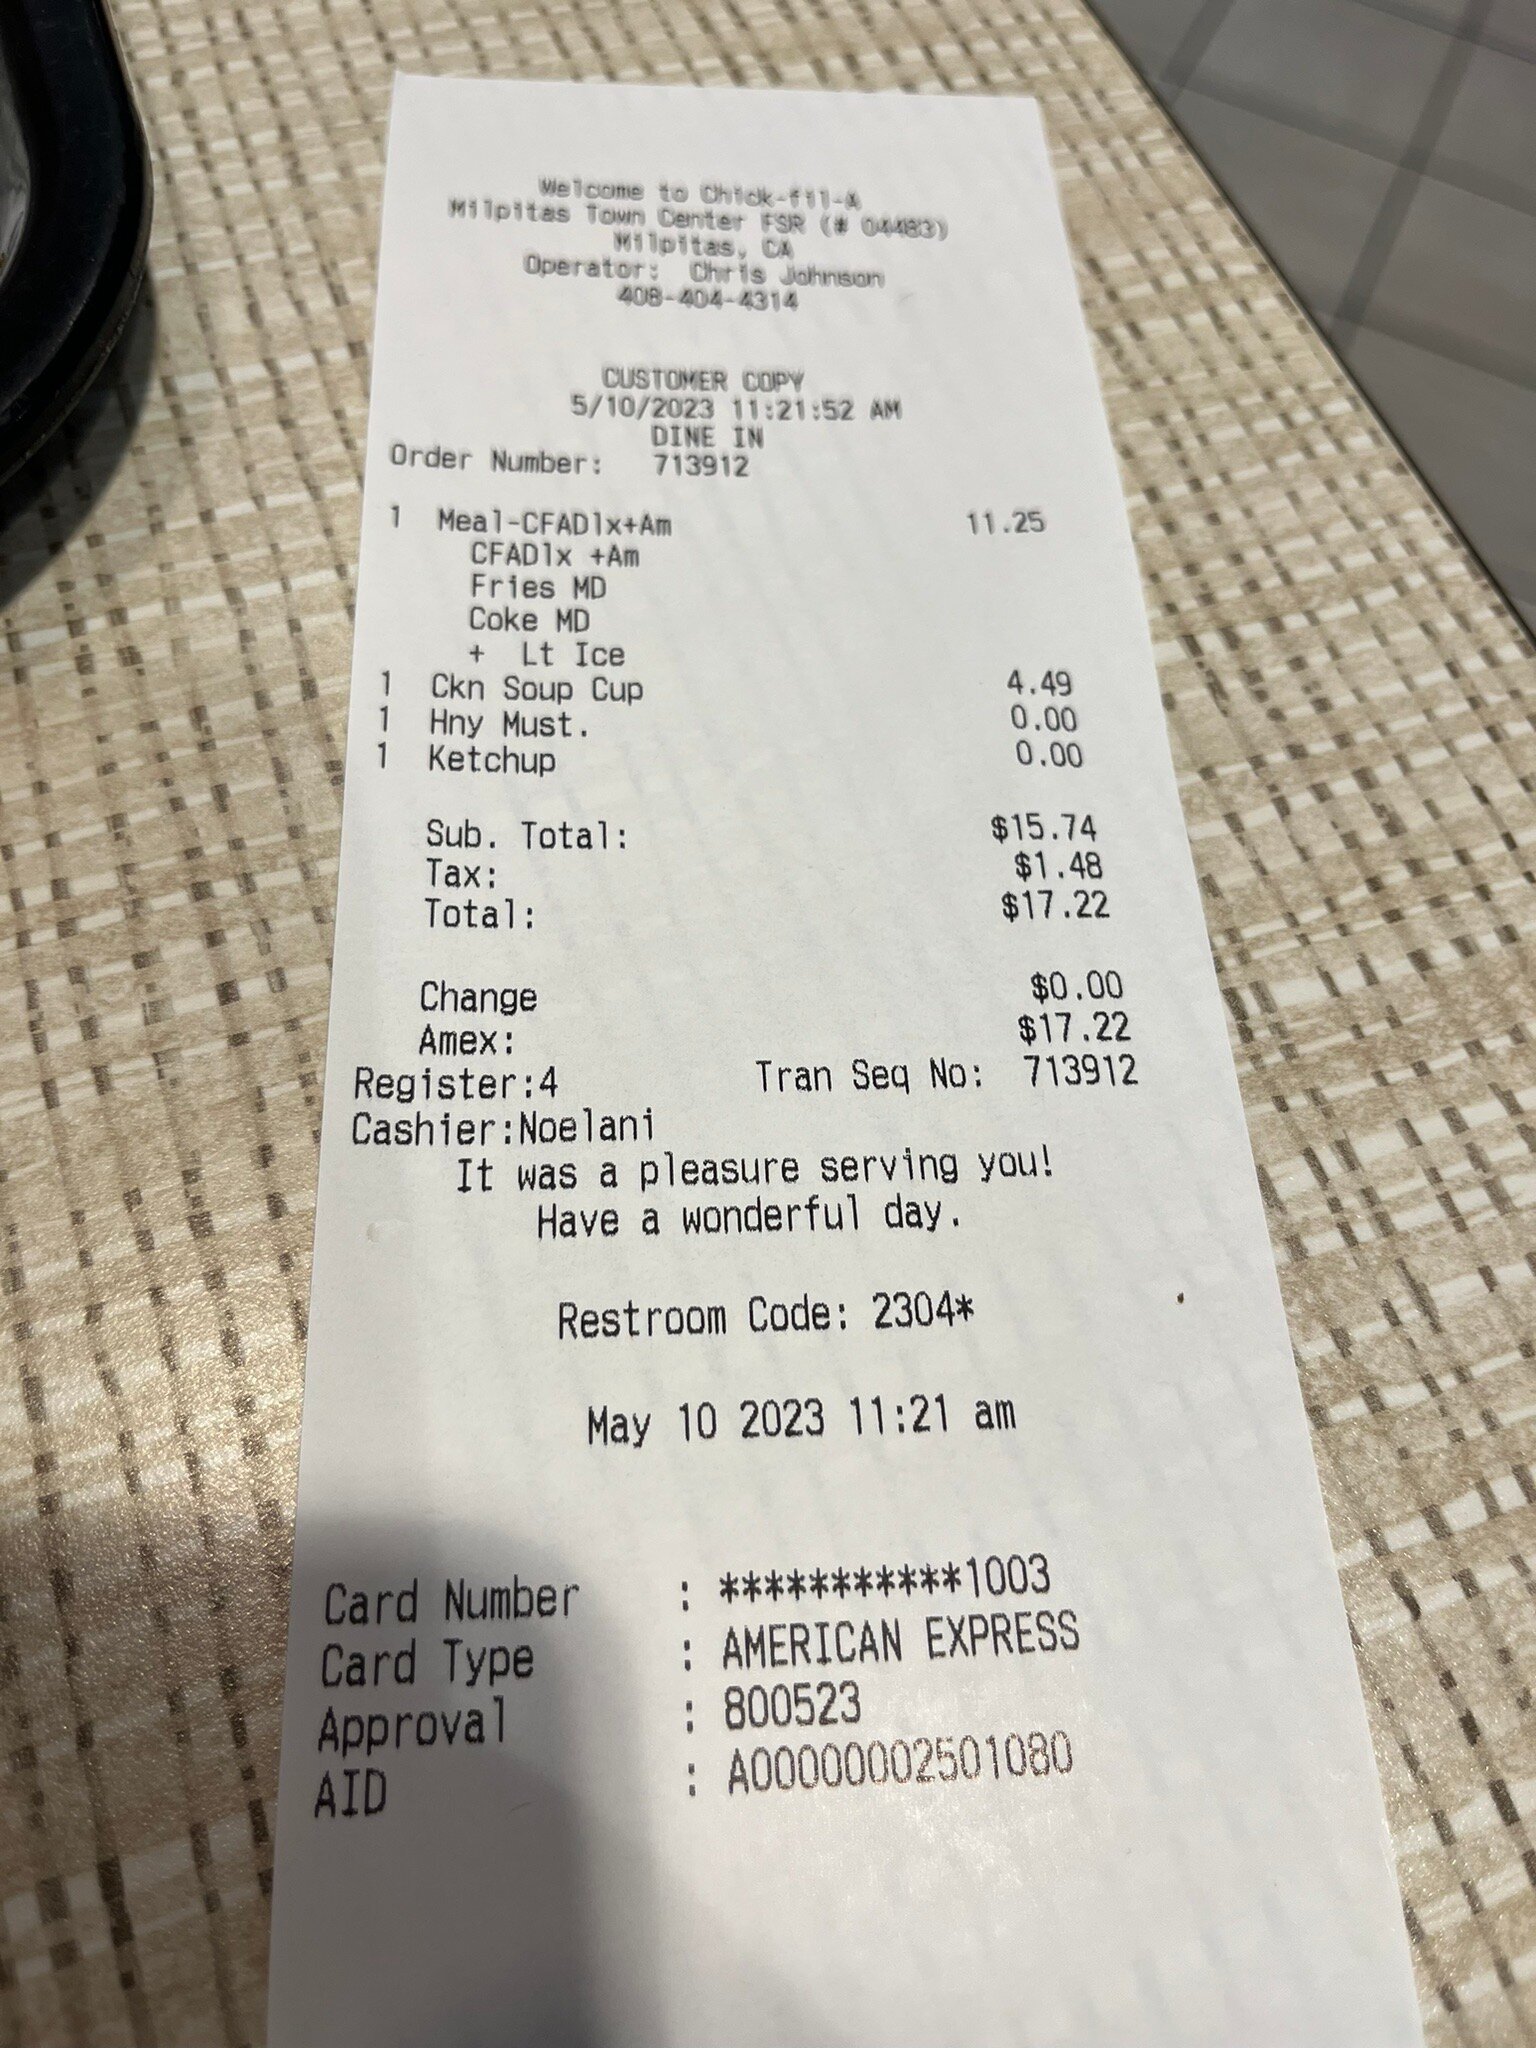 Welcome to Chick-fil-A
Milpitas Town Center FSR (# 04483)
Milpitas, CA
Operator: Chris Johnson
408-404-4314
CUSTOMER COPY
5/10/2023 11:21:52 AM
DINE IN
Order Number: 713912
1 Meal-CFADlx+Am 11.25
CFADlx +Am
Fries MD
Coke MD
+ Lt Ice
1 Ckn Soup Cup 4.49
1 Hny Must. 0.00
1 Ketchup 0.00
Sub. Total: $15.74
Tax: $1.48
Total: $17.22
Change $0.00
Amex: $17.22
Register:4 Tran Seq No: 713912
Cashier:Noelani
It was a pleasure serving you!
Have a wonderful day.
Restroom Code: 2304*
May 10 2023 11:21 am
Card Number : ***********1003
Card Type : AMERICAN EXPRESS
Approval : 800523
AID : A00000002501080